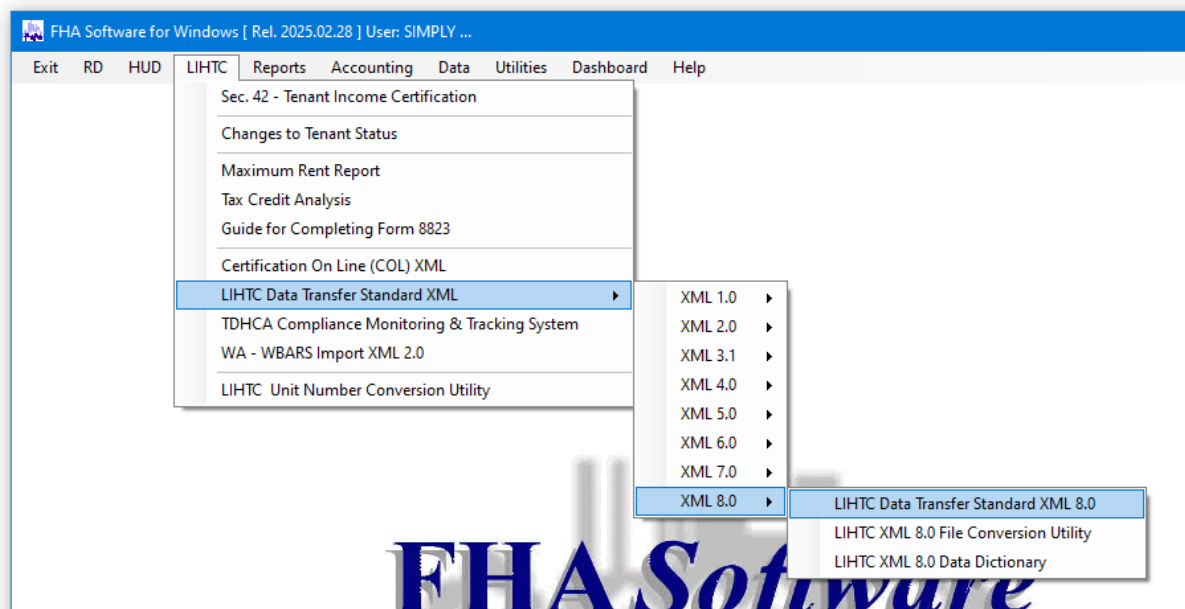 FHA Software for Windows [ Rel. 2025.02.28 ] User: SIMPLY ...
Exit RD HUD LIHTC Reports Accounting Data Utilities Dashboard Help
Sec. 42 - Tenant Income Certification
Changes to Tenant Status
Maximum Rent Report
Tax Credit Analysis
Guide for Completing Form 8823
Certification On Line (COL) XML
LIHTC Data Transfer Standard XML
TDHCA Compliance Monitoring & Tracking System
WA - WBARS Import XML 2.0
LIHTC  Unit Number Conversion Utility
XML 1.0
XML 2.0
XML 3.1
XML 4.0
XML 5.0
XML 6.0
XML 7.0
XML 8.0
LIHTC Data Transfer Standard XML 8.0
LIHTC XML 8.0 File Conversion Utility
LIHTC XML 8.0 Data Dictionary
FHASoftware